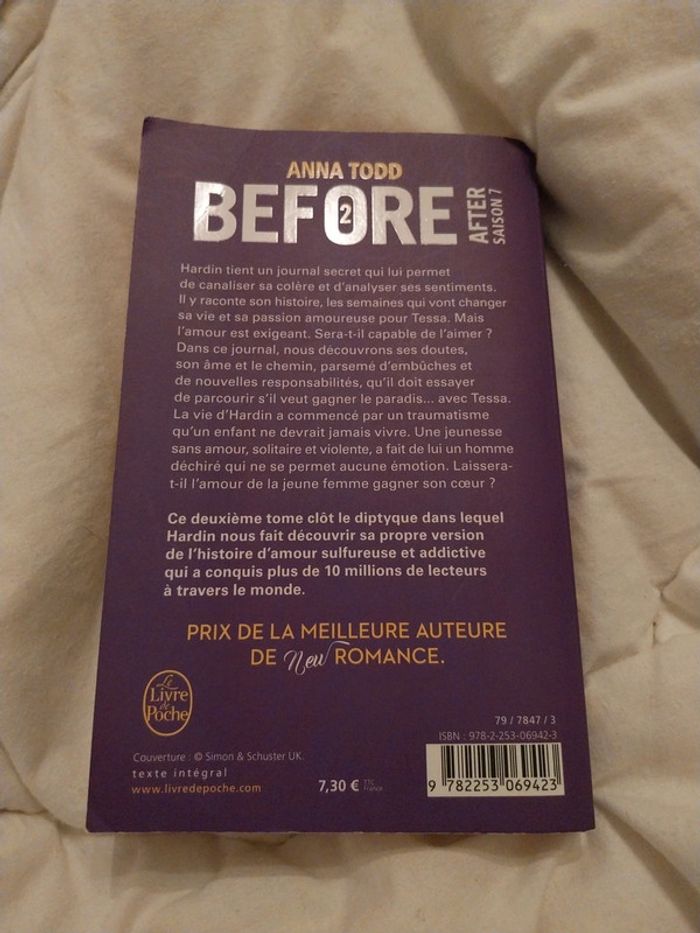 ANNA TODD
BEFORE
2
AFTER
SAISON 7
Hardin tient un journal secret qui lui permet
de canaliser sa colère et d'analyser ses sentiments.
Il y raconte son histoire, les semaines qui vont changer
sa vie et sa passion amoureuse pour Tessa. Mais
l'amour est exigeant. Sera-t-il capable de l'aimer ?
Dans ce journal, nous découvrons ses doutes,
son âme et le chemin, parsemé d'embûches et
de nouvelles responsabilités, qu'il doit essayer
de parcourir s'il veut gagner le paradis... avec Tessa.
La vie d'Hardin a commencé par un traumatisme
qu'un enfant ne devrait jamais vivre. Une jeunesse
sans amour, solitaire et violente, a fait de lui un homme
déchiré qui ne se permet aucune émotion. Laissera-
t-il l'amour de la jeune femme gagner son cœur ?
Ce deuxième tome clôt le diptyque dans lequel
Hardin nous fait découvrir sa propre version
de l'histoire d'amour sulfureuse et addictive
qui a conquis plus de 10 millions de lecteurs
à travers le monde.
PRIX DE LA MEILLEURE AUTEURE
DE New ROMANCE.
Le
Livre
de
Poche
79 / 7847 / 3
ISBN : 978-2-253-06942-3
Couverture : © Simon & Schuster UK.
texte intégral
www.livredepoche.com
7,30 € TTC
France
9 782253 069423